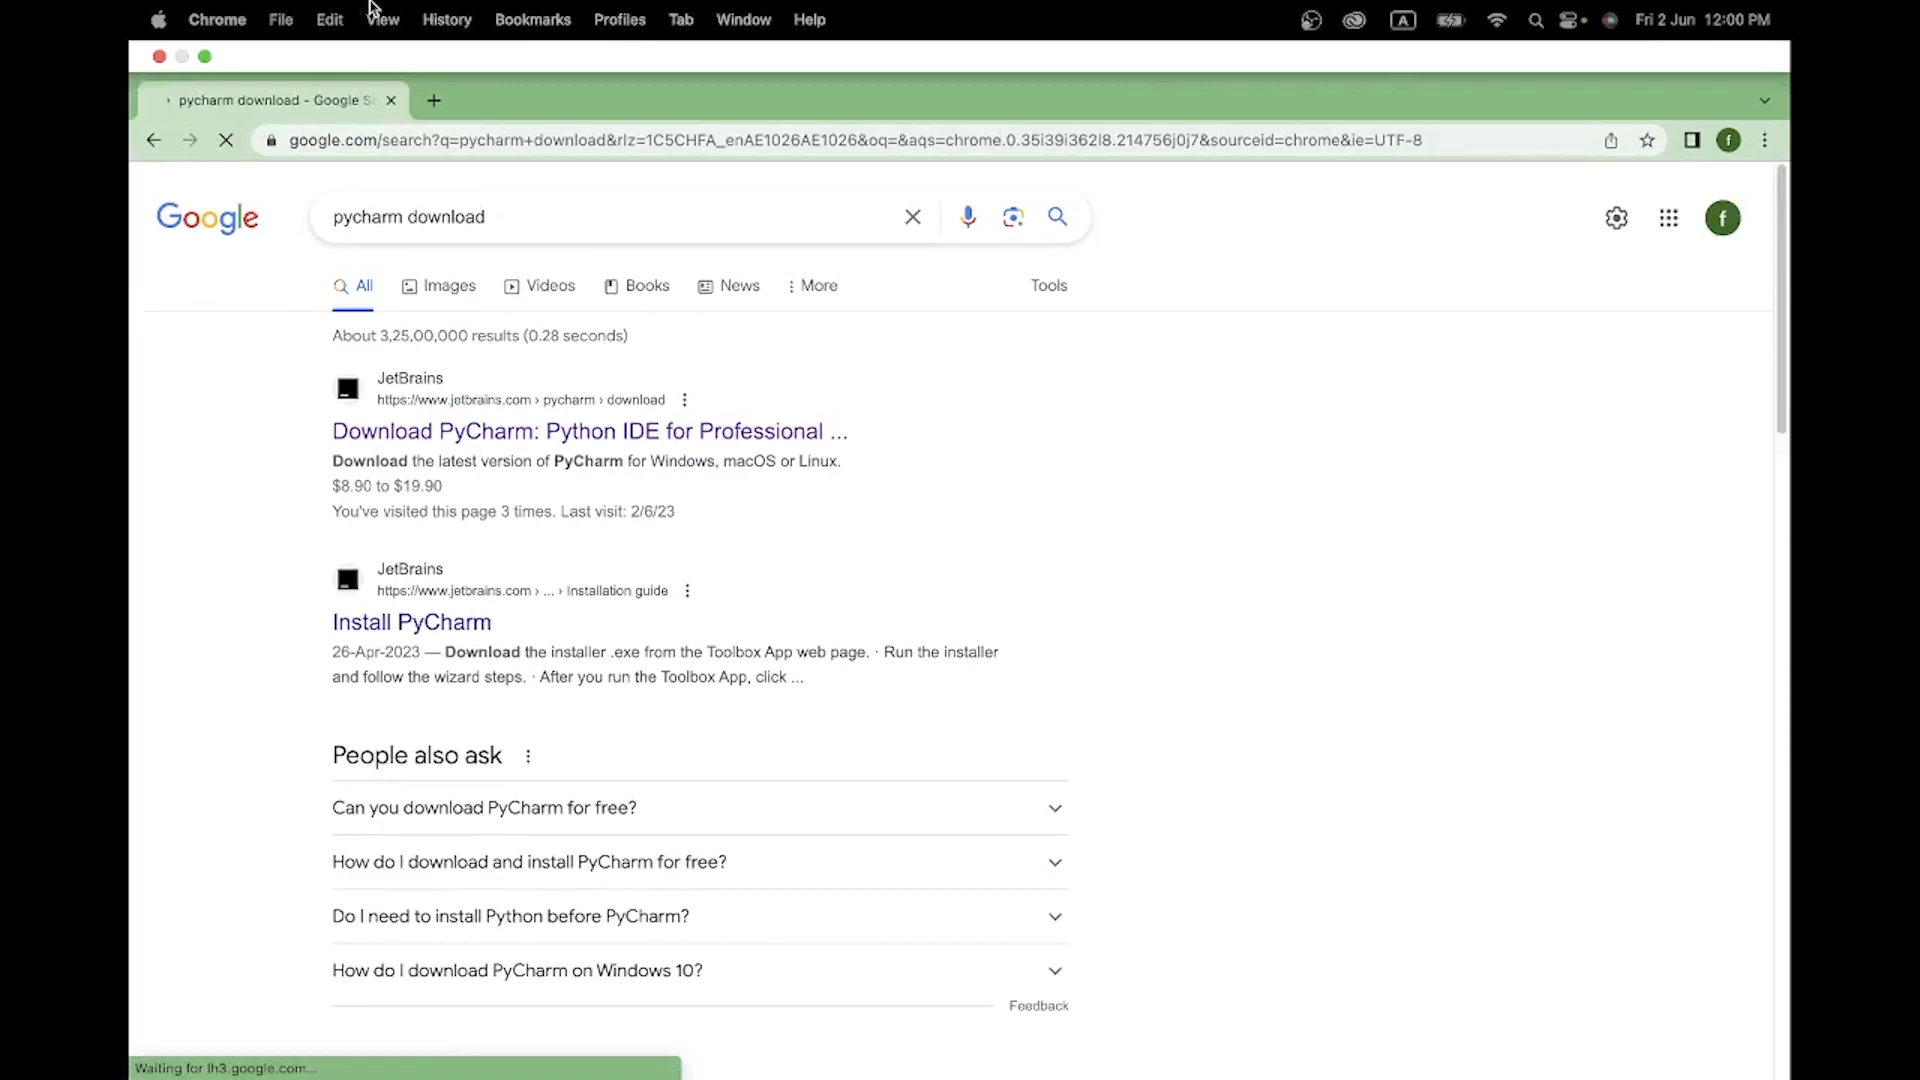 Chrome File Edit View History Bookmarks Profiles Tab Window Help A Fri 2 Jun 12:00 PM
pycharm download - Google Se
google.com/search?q=pycharm+download&rlz=1C5CHFA_enAE1026AE1026&oq=&aqs=chrome.0.35i39i362l8.214756j0j7&sourceid=chrome&ie=UTF-8 f
Google pycharm download f
All Images Videos Books News More Tools
About 3,25,00,000 results (0.28 seconds)
JetBrains
https://www.jetbrains.com › pycharm › download
Download PyCharm: Python IDE for Professional ...
Download the latest version of PyCharm for Windows, macOS or Linux.
$8.90 to $19.90
You've visited this page 3 times. Last visit: 2/6/23
JetBrains
https://www.jetbrains.com › ... › Installation guide
Install PyCharm
26-Apr-2023 — Download the installer .exe from the Toolbox App web page. · Run the installer
and follow the wizard steps. · After you run the Toolbox App, click ...
People also ask
Can you download PyCharm for free?
How do I download and install PyCharm for free?
Do I need to install Python before PyCharm?
How do I download PyCharm on Windows 10?
Feedback
Waiting for lh3.google.com...